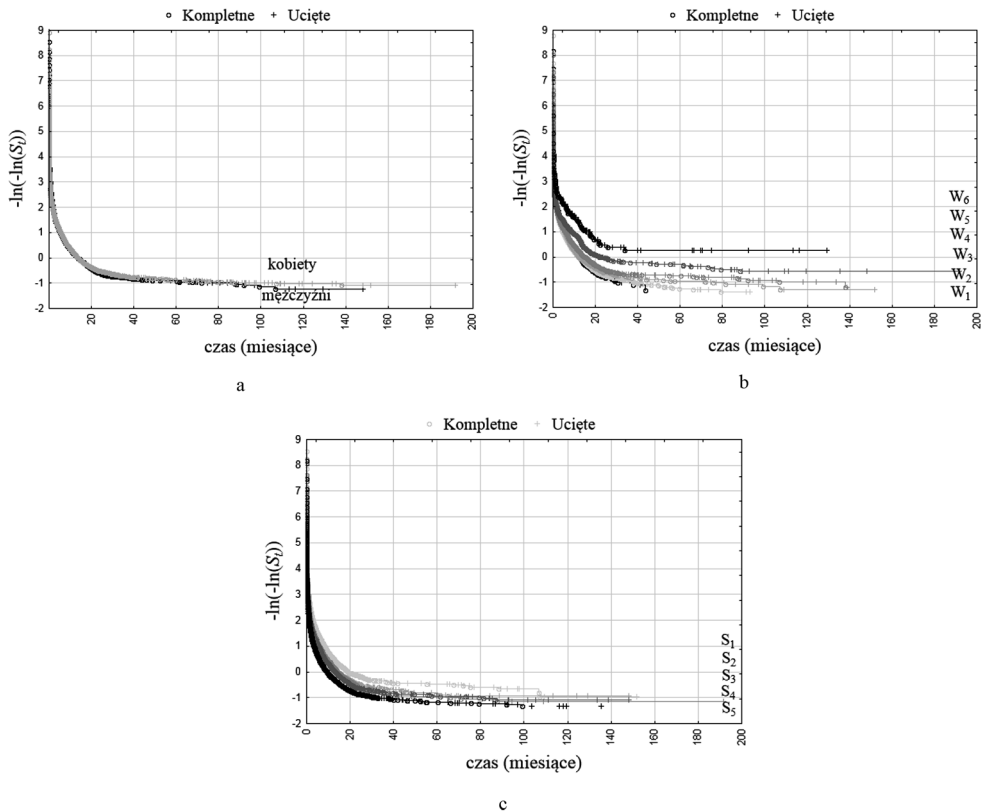 Kompletne Ucięte
9
8
7
6
5
4
3
2
1
0
-1
-2
-ln(-ln(St))
kobiety
mężczyźni
20 40 60 80 100 120 140 160 180 200
czas (miesiące)
a
Kompletne Ucięte
9
8
7
6
5
4
3
2
1
0
-1
-2
-ln(-ln(St))
W6
W5
W4
W3
W2
W1
0 20 40 60 80 100 120 140 160 180 200
czas (miesiące)
b
Kompletne Ucięte
9
8
7
6
5
4
3
2
1
0
-1
-2
-ln(-ln(St))
S1
S2
S3
S4
S5
0 20 40 60 80 100 120 140 160 180 200
czas (miesiące)
c